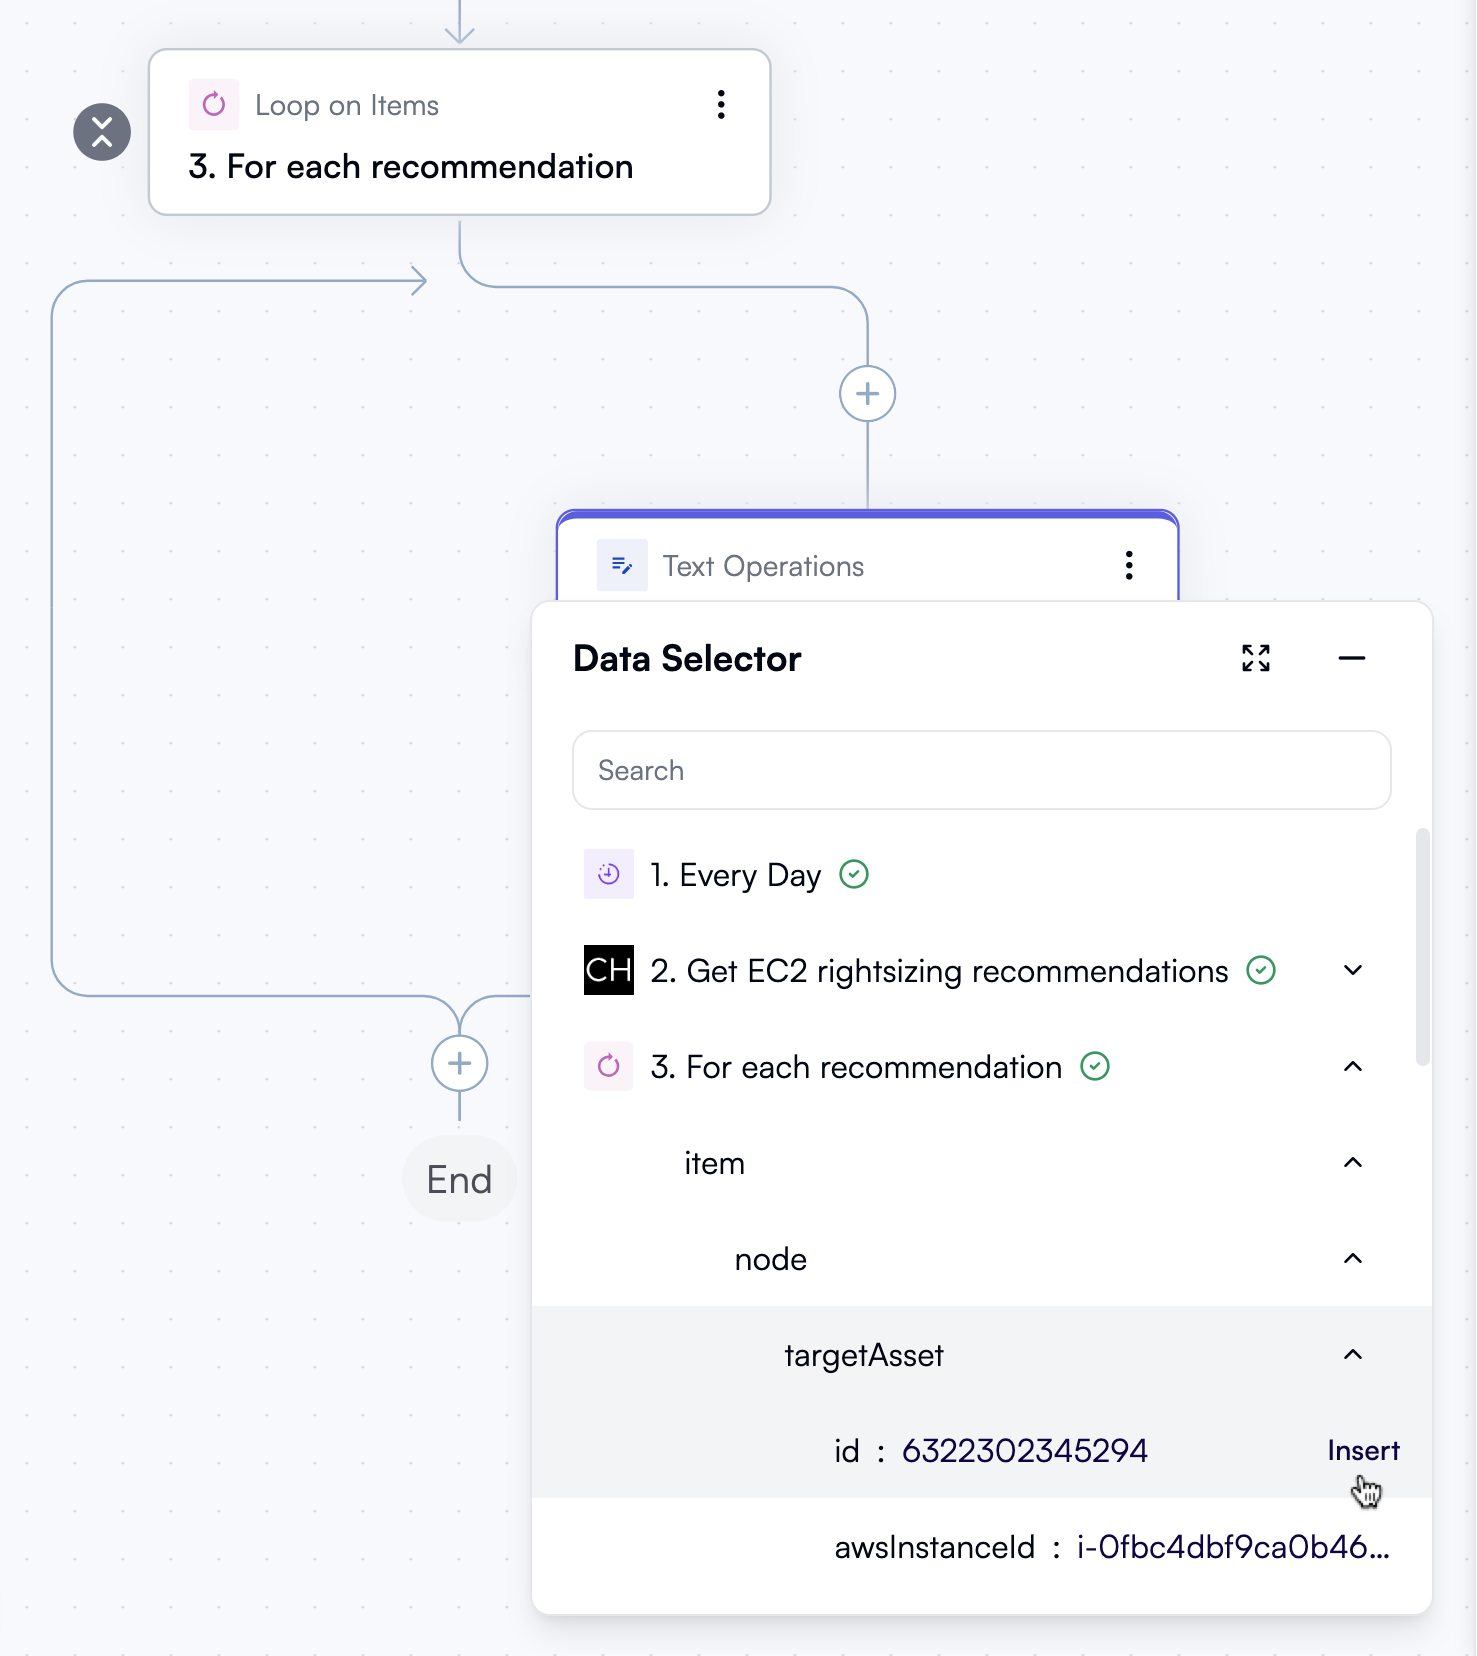 Loop on Items
3. For each recommendation
Text Operations
Data Selector
Search
1. Every Day
CH 2. Get EC2 rightsizing recommendations
3. For each recommendation
item
node
targetAsset
id : 6322302345294 Insert
awsInstanceId : i-0fbc4dbf9ca0b46...
End